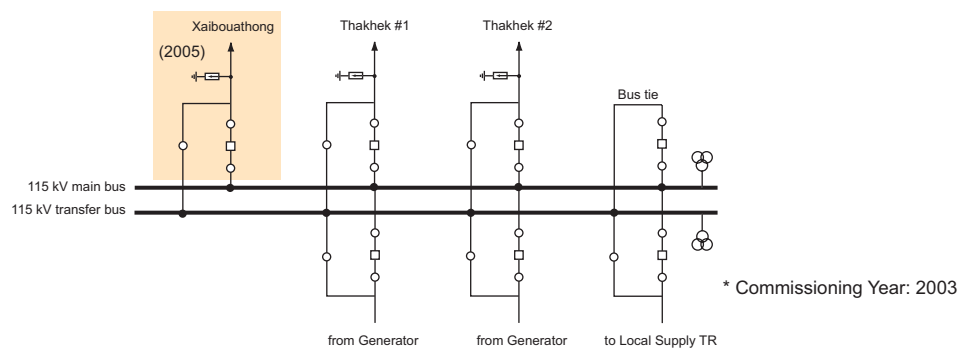 Xaibouathong
Thakhek #1
Thakhek #2
(2005)
Bus tie
115 kV main bus
115 kV transfer bus
* Commissioning Year: 2003
from Generator
from Generator
to Local Supply TR